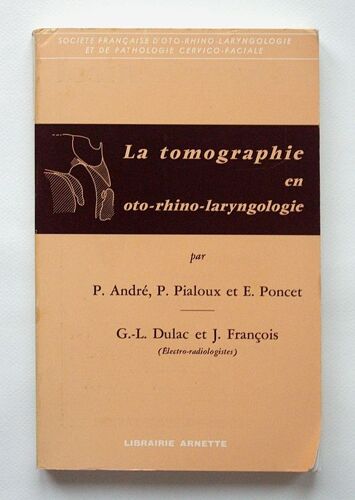 SOCIÉTÉ FRANÇAISE D'OTO-RHINO-LARYNGOLOGIE
ET DE PATHOLOGIE CERVICO-FACIALE
La tomographie
en
oto-rhino-laryngologie
par
P. André, P. Pialoux et E. Poncet
G.-L. Dulac et J. François
(Électro-radiologistes)
LIBRAIRIE ARNETTE